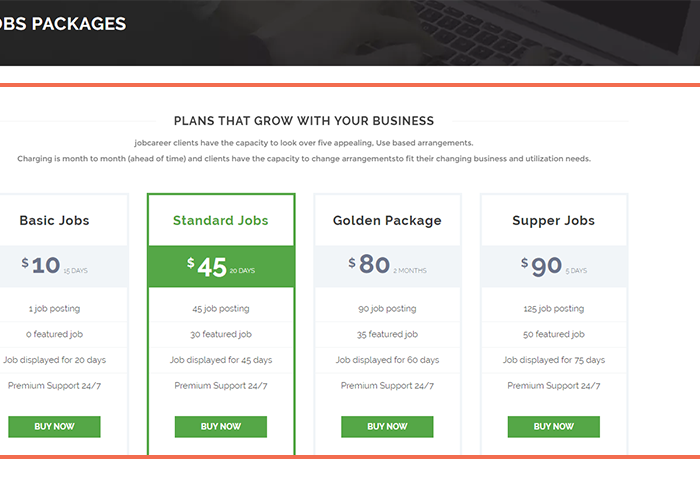 OBS PACKAGES
PLANS THAT GROW WITH YOUR BUSINESS
jobcareer clients have the capacity to look over five appealing. Use based arrangements.
Charging is month to month (ahead of time) and clients have the capacity to change arrangementsto fit their changing business and utilization needs.
Basic Jobs
$10 15 DAYS
1 job posting
0 featured job
Job displayed for 20 days
Premium Support 24/7
BUY NOW
Standard Jobs
$45 20 DAYS
45 job posting
30 featured job
Job displayed for 45 days
Premium Support 24/7
BUY NOW
Golden Package
$80 2 MONTHS
90 job posting
35 featured job
Job displayed for 60 days
Premium Support 24/7
BUY NOW
Supper Jobs
$90 5 DAYS
125 job posting
50 featured job
Job displayed for 75 days
Premium Support 24/7
BUY NOW